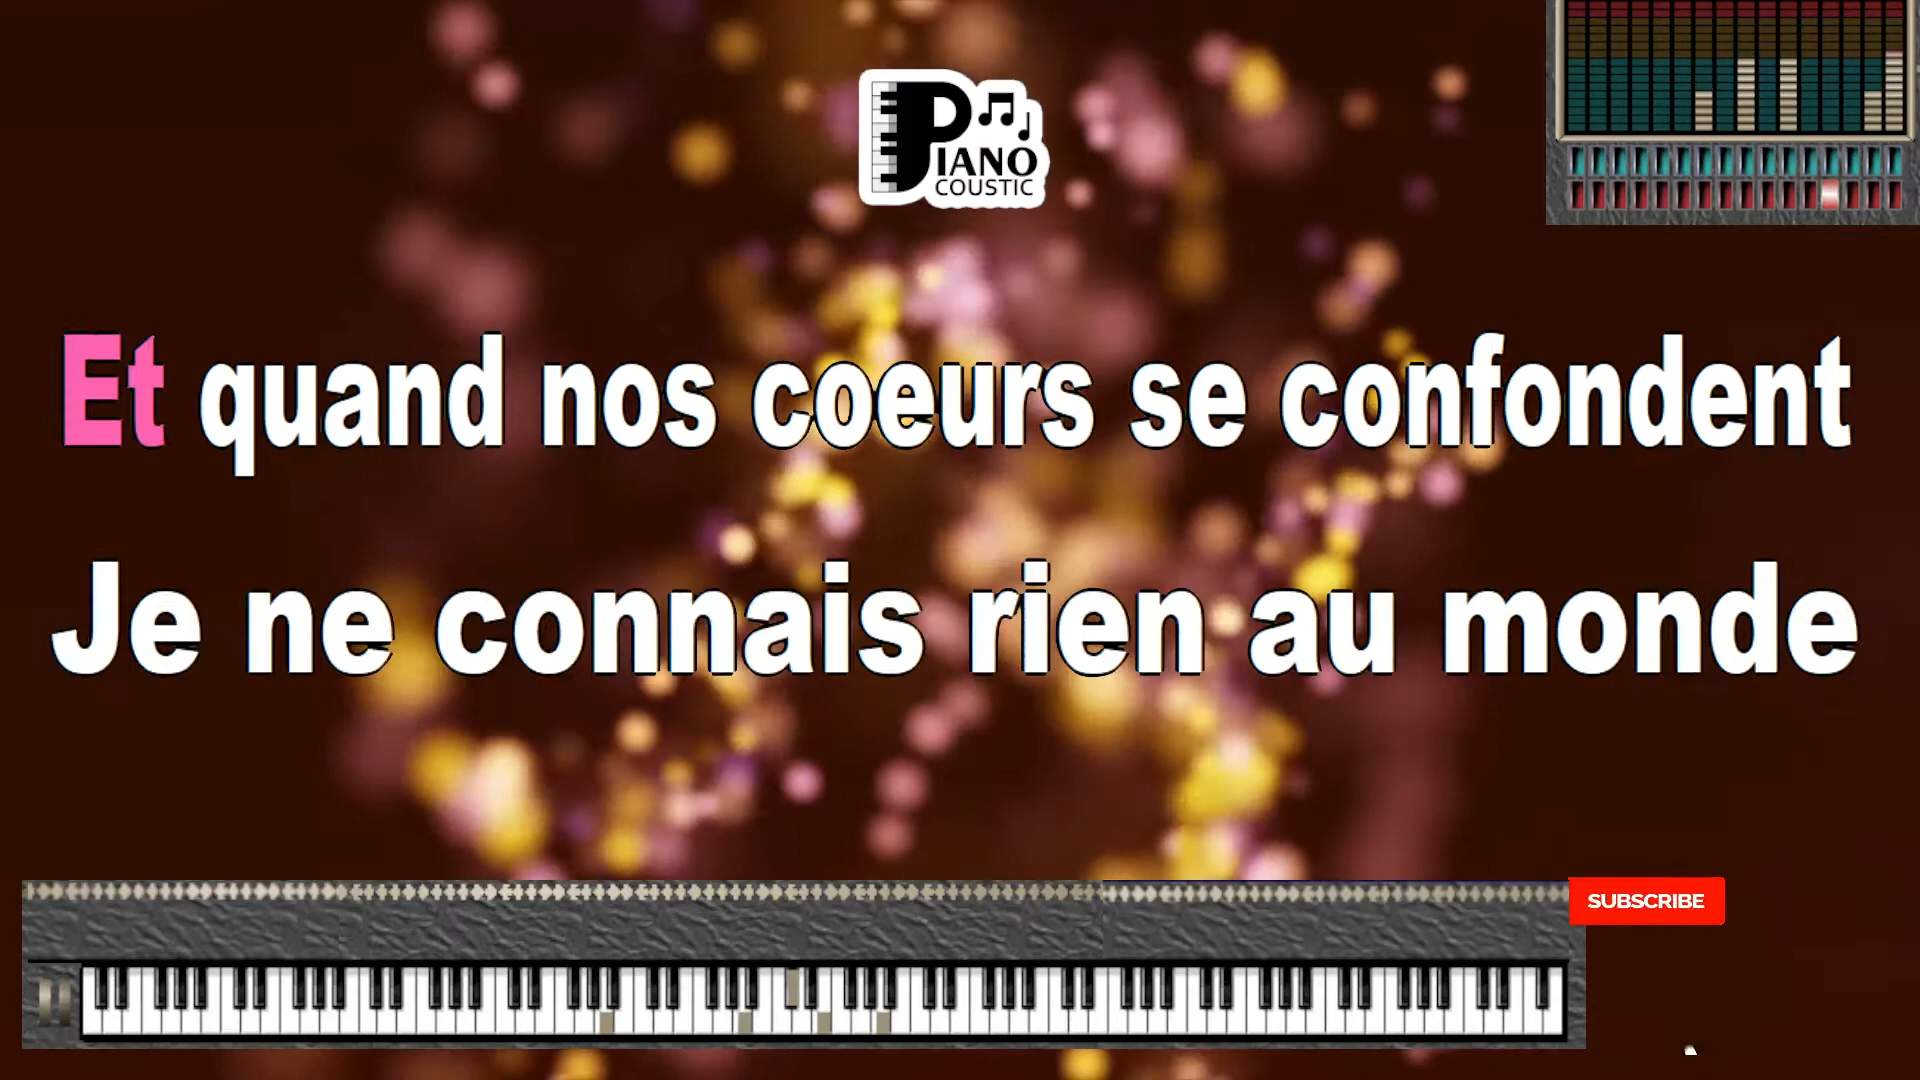 PIANO
COUSTIC
Et quand nos coeurs se confondent
Je ne connais rien au monde
SUBSCRIBE